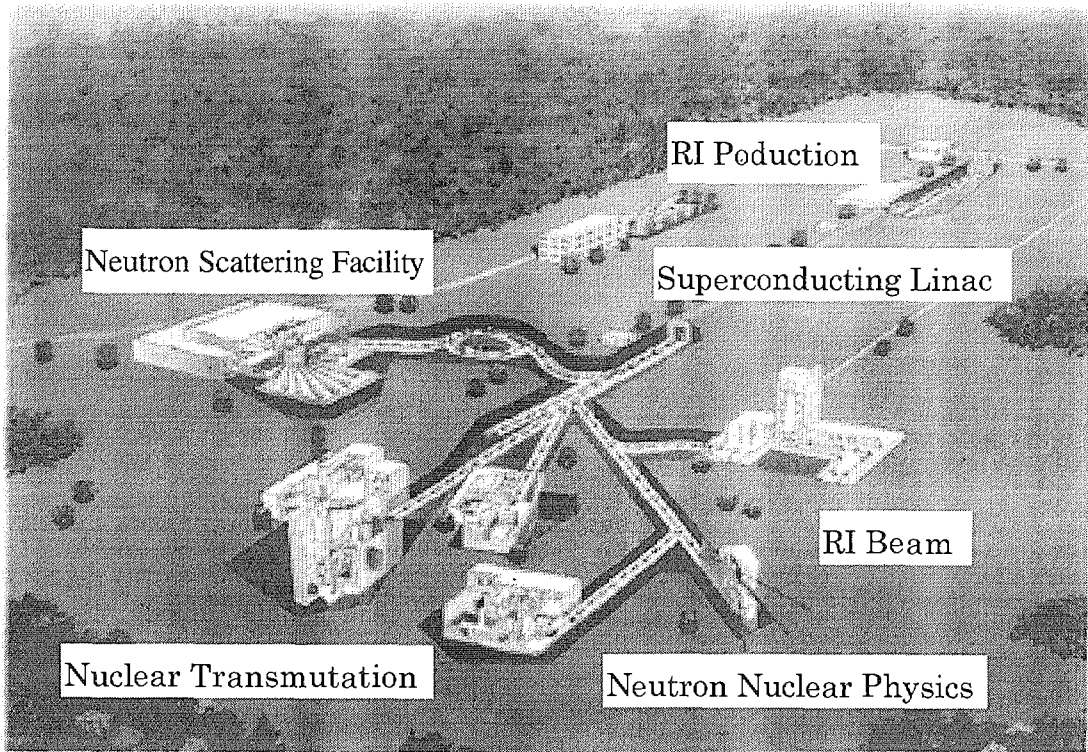 RI Poduction
Neutron Scattering Facility
Superconducting Linac
RI Beam
Nuclear Transmutation
Neutron Nuclear Physics